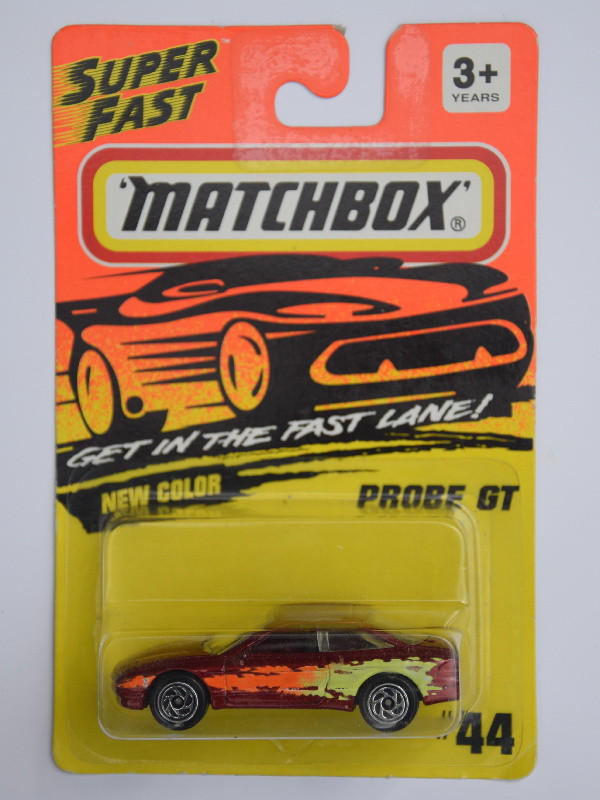 SUPER
FAST
3+
YEARS
'MATCHBOX'®
GET IN THE FAST LANE!
NEW COLOR
PROBE GT
#44